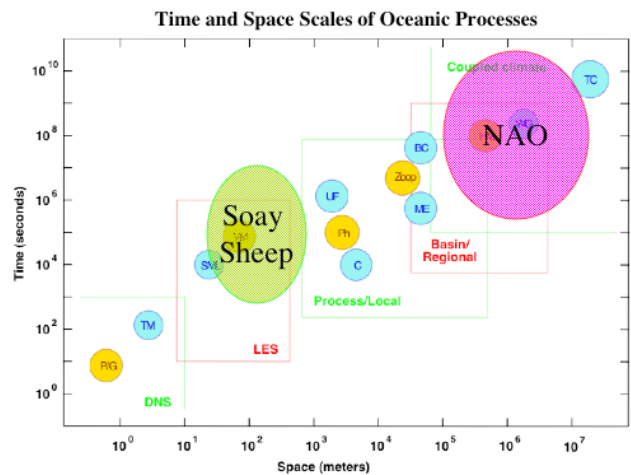 Time and Space Scales of Oceanic Processes
10^10
10^8
10^6
10^4
10^2
10^0
Time (seconds)
Coupled climate
TC
NAO
BC
Zoop
ME
UF
Ph
C
Basin/
Regional
Soay
Sheep
SML
Process/Local
TM
LES
P/G
DNS
10^0 10^1 10^2 10^3 10^4 10^5 10^6 10^7
Space (meters)